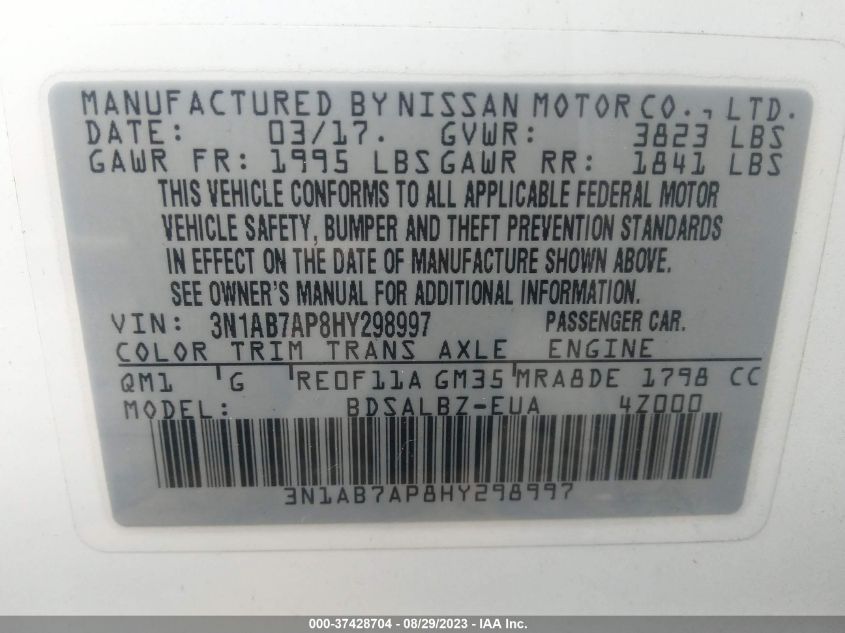 MANUFACTURED BY NISSAN MOTOR CO., LTD.
DATE: 03/17. GVWR: 3823 LBS
GAWR FR: 1995 LBS GAWR RR: 1841 LBS
THIS VEHICLE CONFORMS TO ALL APPLICABLE FEDERAL MOTOR
VEHICLE SAFETY, BUMPER AND THEFT PREVENTION STANDARDS
IN EFFECT ON THE DATE OF MANUFACTURE SHOWN ABOVE.
SEE OWNER'S MANUAL FOR ADDITIONAL INFORMATION.
VIN: 3N1AB7AP8HY298997 PASSENGER CAR.
COLOR TRIM TRANS AXLE ENGINE
QM1 G RE0F11A GM35 MRA8DE 1798 CC
MODEL: BDSALBZ-EUA 4Z000
3N1AB7AP8HY298997
000-37428704 - 08/29/2023 - IAA Inc.